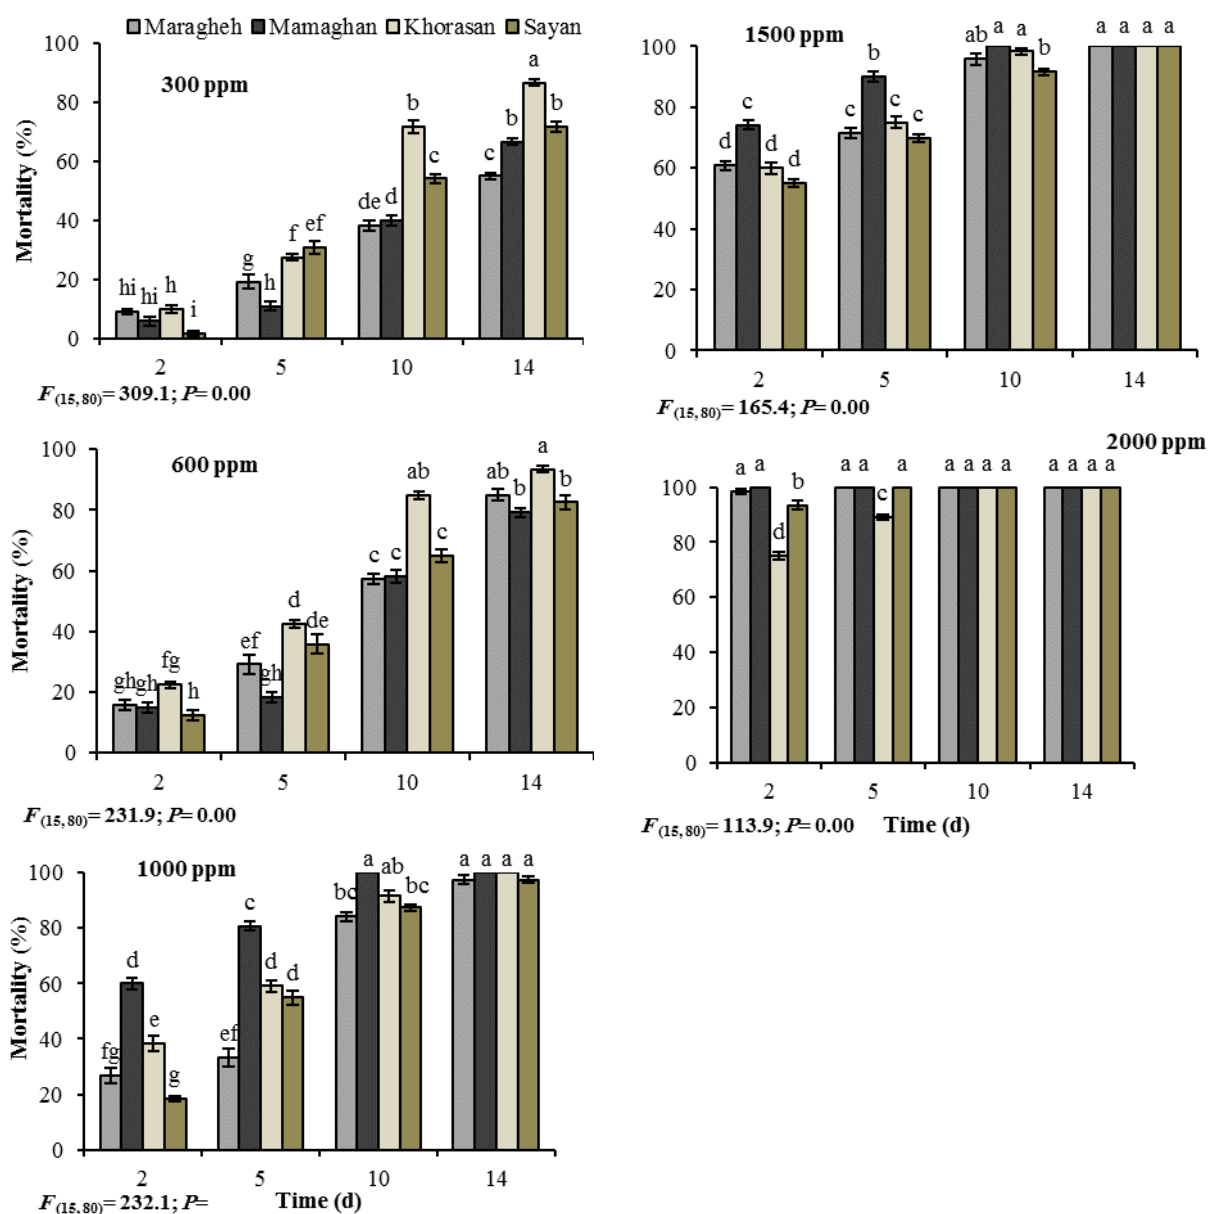 Maragheh Mamaghan Khorasan Sayan
300 ppm
Mortality (%)
100
80
60
40
20
0
hi hi h i
g h f ef
de d b c
c b a b
2 5 10 14
F(15,80)= 309.1; P= 0.00
1500 ppm
100
80
60
40
20
0
d c d d
c b c c
ab a a b
a a a a
2 5 10 14
F(15,80)= 165.4; P= 0.00
600 ppm
Mortality (%)
100
80
60
40
20
0
gh gh fg h
ef gh d de
c c ab c
ab b a b
2 5 10 14
F(15,80)= 231.9; P= 0.00
2000 ppm
100
80
60
40
20
0
a a d b
a a c a
a a a a
a a a a
2 5 10 14
F(15,80)= 113.9; P= 0.00 Time (d)
1000 ppm
Mortality (%)
100
80
60
40
20
0
fg d e g
ef c d d
bc a ab bc
a a a a
2 5 10 14
F(15,80)= 232.1; P= Time (d)